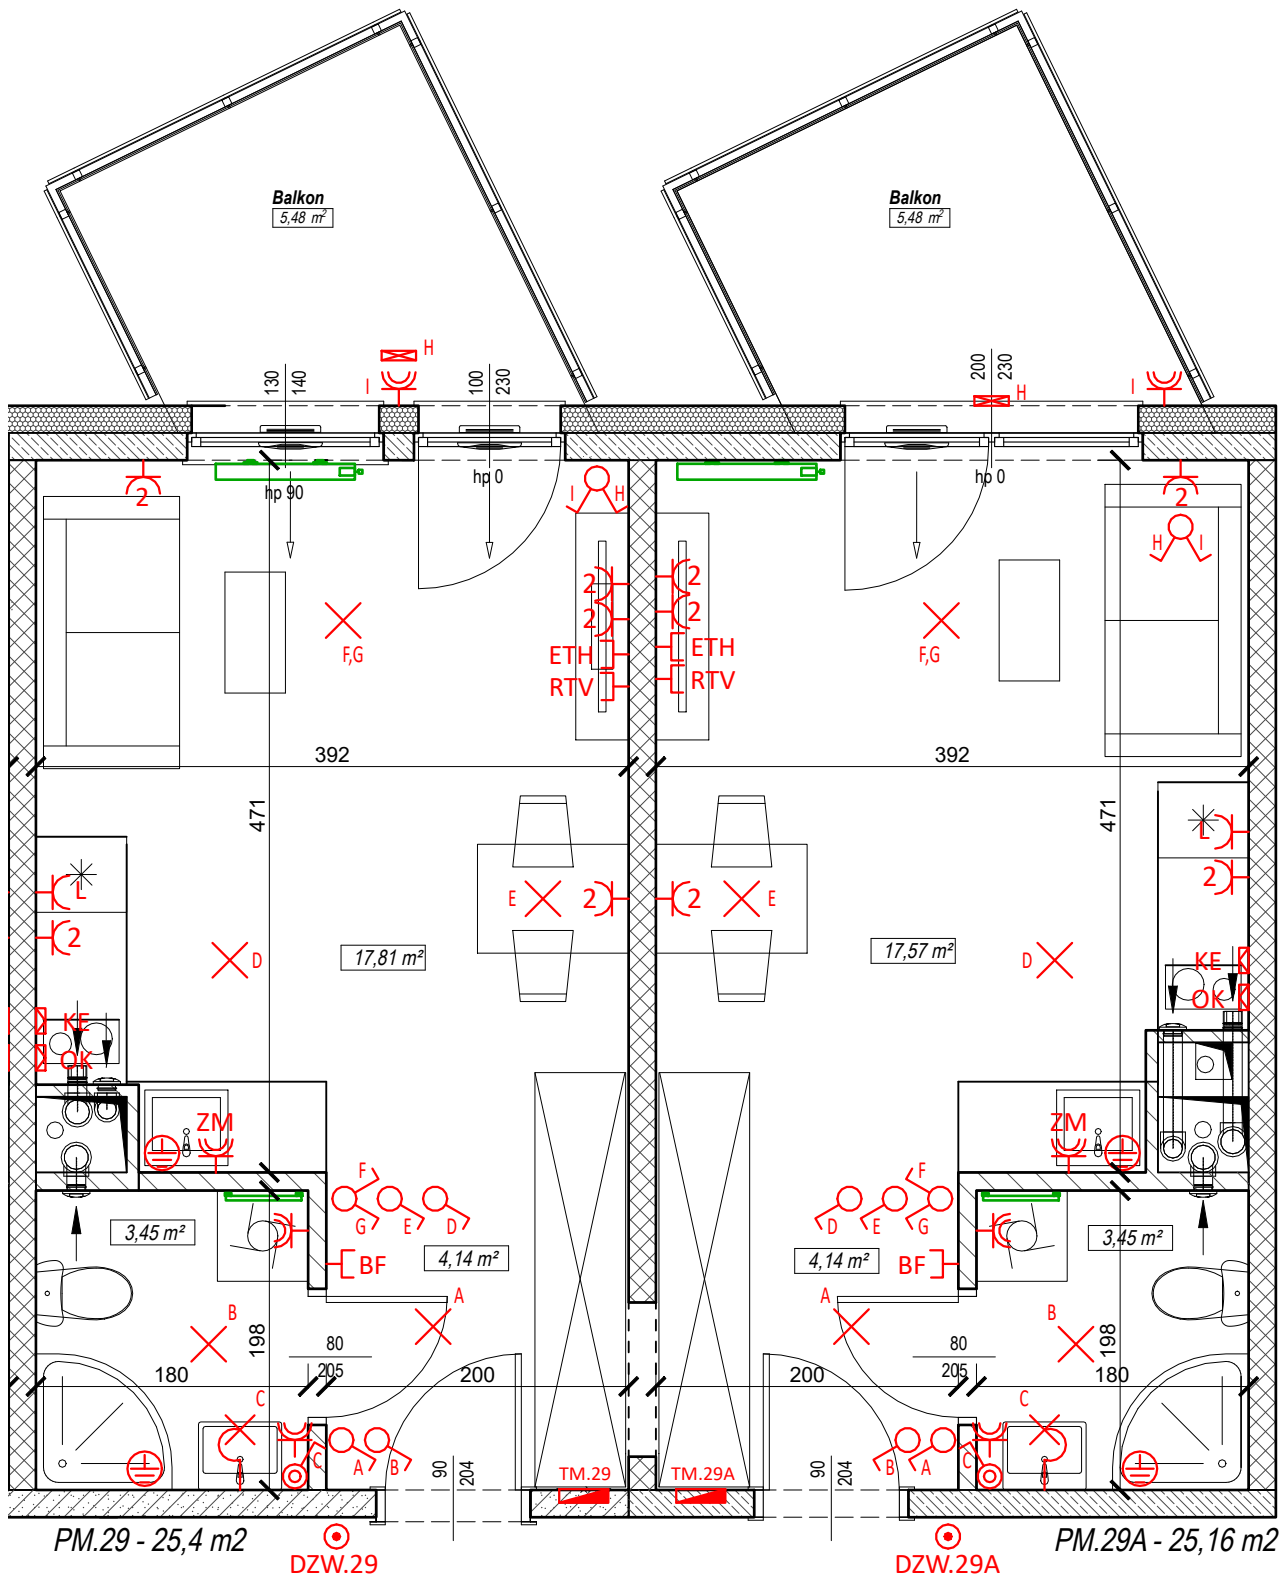 Balkon
5,48 m²
Balkon
5,48 m²
H
I
130
140
100
230
200
230
H
I
hp 90
hp 0
hp 0
2
I
H
2
H
I
2
2
ETH
RTV
2
2
ETH
RTV
F,G
F,G
392
392
471
471
L
2
L
2
E
2
2
E
D
17,81 m²
17,57 m²
D
KE
OK
KE
OK
ZM
ZM
F
G
E
D
F
D
E
G
3,45 m²
4,14 m²
4,14 m²
3,45 m²
BF
BF
A
A
B
B
198
198
80
205
80
205
180
200
200
180
C
C
C
A
B
B
A
C
90
204
90
204
TM.29
TM.29A
PM.29 - 25,4 m2
PM.29A - 25,16 m2
DZW.29
DZW.29A